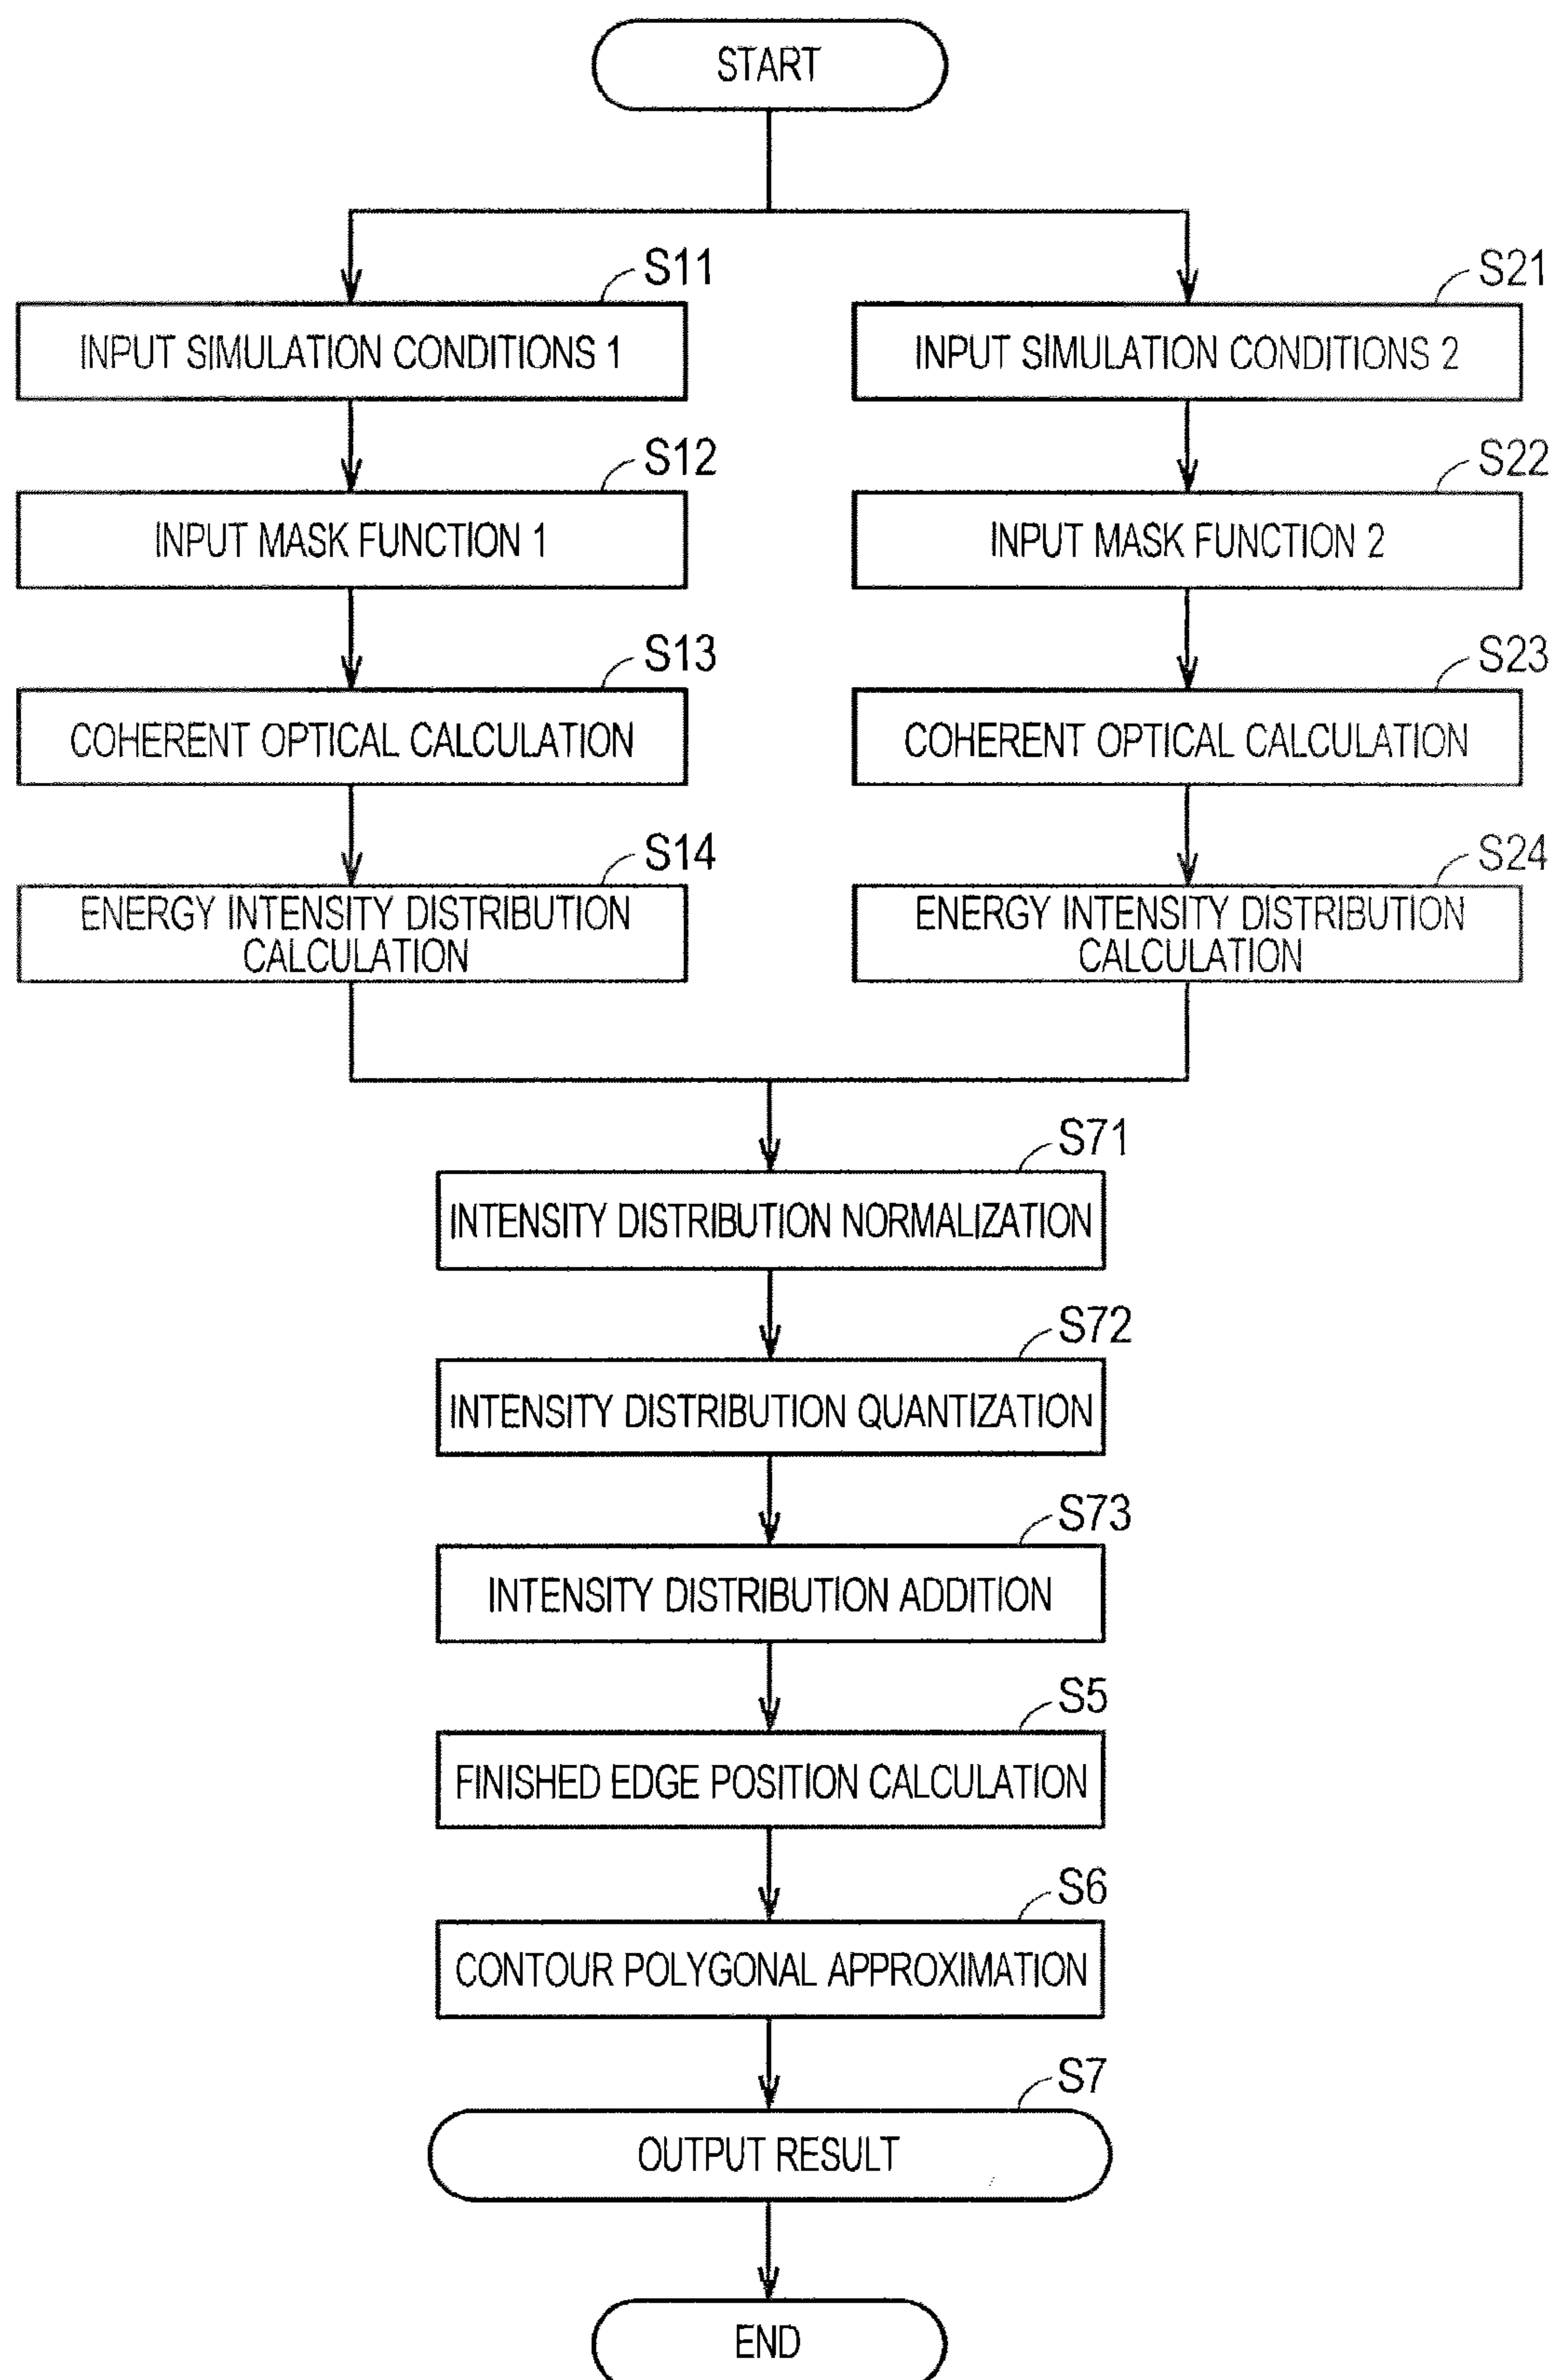 START
S11
INPUT SIMULATION CONDITIONS 1
S12
INPUT MASK FUNCTION 1
S13
COHERENT OPTICAL CALCULATION
S14
ENERGY INTENSITY DISTRIBUTION
CALCULATION
S21
INPUT SIMULATION CONDITIONS 2
S22
INPUT MASK FUNCTION 2
S23
COHERENT OPTICAL CALCULATION
S24
ENERGY INTENSITY DISTRIBUTION
CALCULATION
S71
INTENSITY DISTRIBUTION NORMALIZATION
S72
INTENSITY DISTRIBUTION QUANTIZATION
S73
INTENSITY DISTRIBUTION ADDITION
S5
FINISHED EDGE POSITION CALCULATION
S6
CONTOUR POLYGONAL APPROXIMATION
S7
OUTPUT RESULT
END